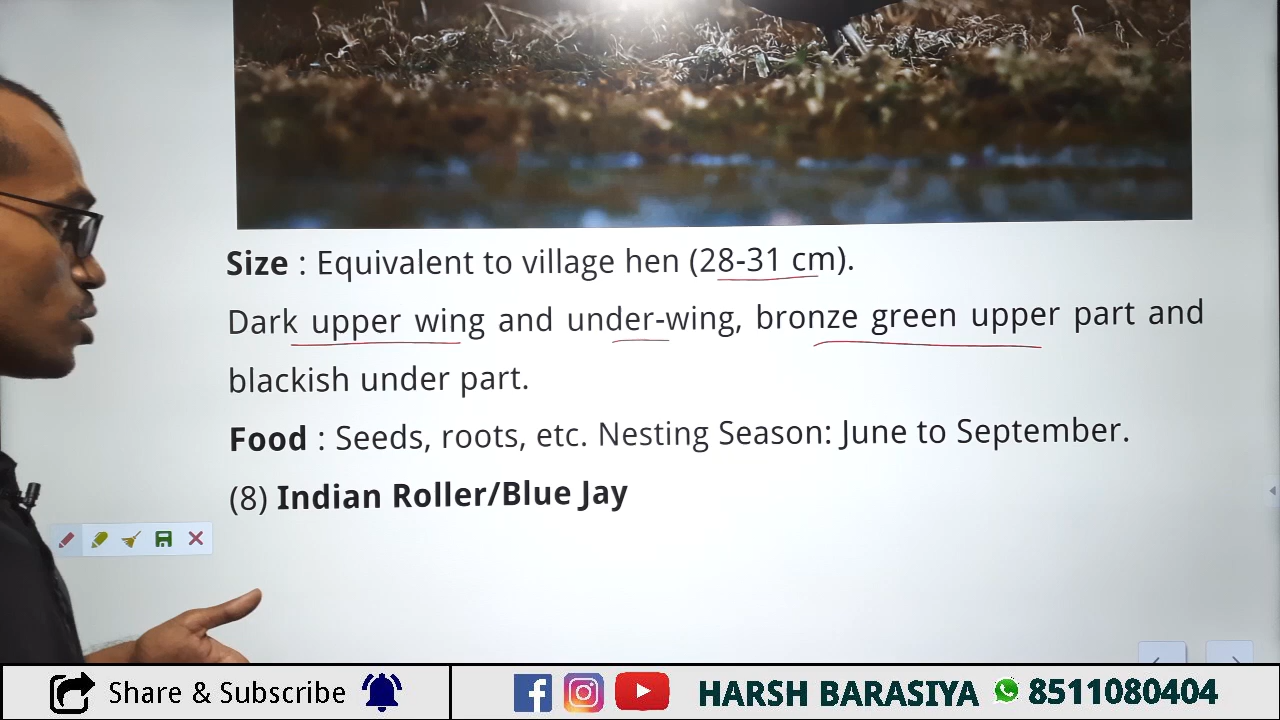 Size : Equivalent to village hen (28-31 cm).
Dark upper wing and under-wing, bronze green upper part and
blackish under part.
Food : Seeds, roots, etc. Nesting Season: June to September.
(8) Indian Roller/Blue Jay
Share & Subscribe
HARSH BARASIYA 8511080404